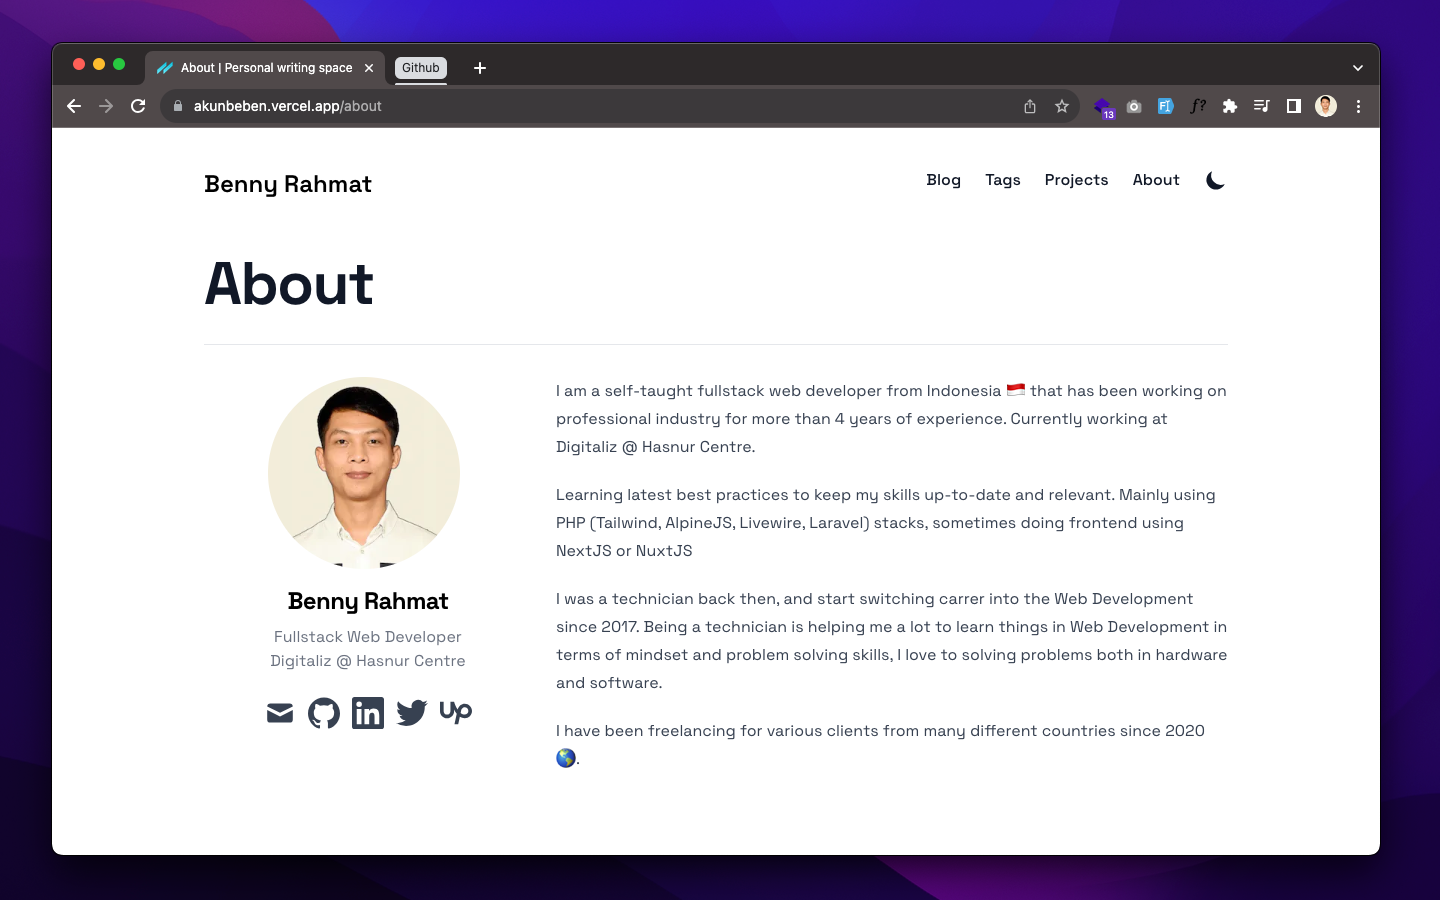 About | Personal writing space
Github
akunbeben.vercel.app/about
13
f?
Benny Rahmat
Blog Tags Projects About
About
I am a self-taught fullstack web developer from Indonesia 🇮🇩 that has been working on
professional industry for more than 4 years of experience. Currently working at
Digitaliz @ Hasnur Centre.
Learning latest best practices to keep my skills up-to-date and relevant. Mainly using
PHP (Tailwind, AlpineJS, Livewire, Laravel) stacks, sometimes doing frontend using
NextJS or NuxtJS
I was a technician back then, and start switching carrer into the Web Development
since 2017. Being a technician is helping me a lot to learn things in Web Development in
terms of mindset and problem solving skills, I love to solving problems both in hardware
and software.
I have been freelancing for various clients from many different countries since 2020
🌎.
Benny Rahmat
Fullstack Web Developer
Digitaliz @ Hasnur Centre
in
Up